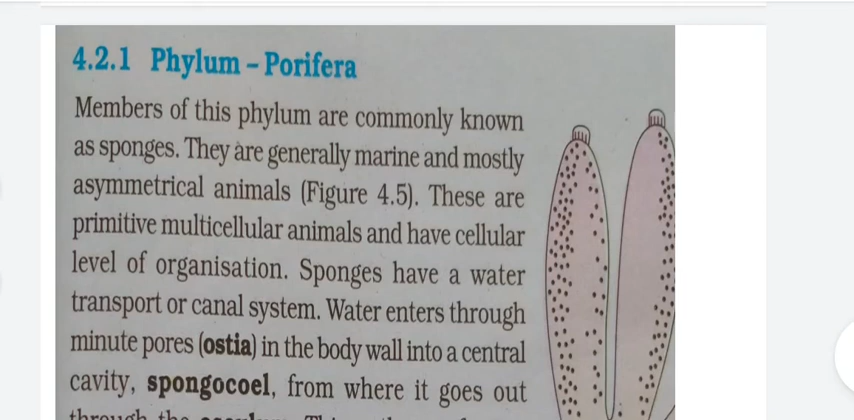 4.2.1 Phylum – Porifera
Members of this phylum are commonly known
as sponges. They are generally marine and mostly
asymmetrical animals (Figure 4.5). These are
primitive multicellular animals and have cellular
level of organisation. Sponges have a water
transport or canal system. Water enters through
minute pores (ostia) in the body wall into a central
cavity, spongocoel, from where it goes out
through the